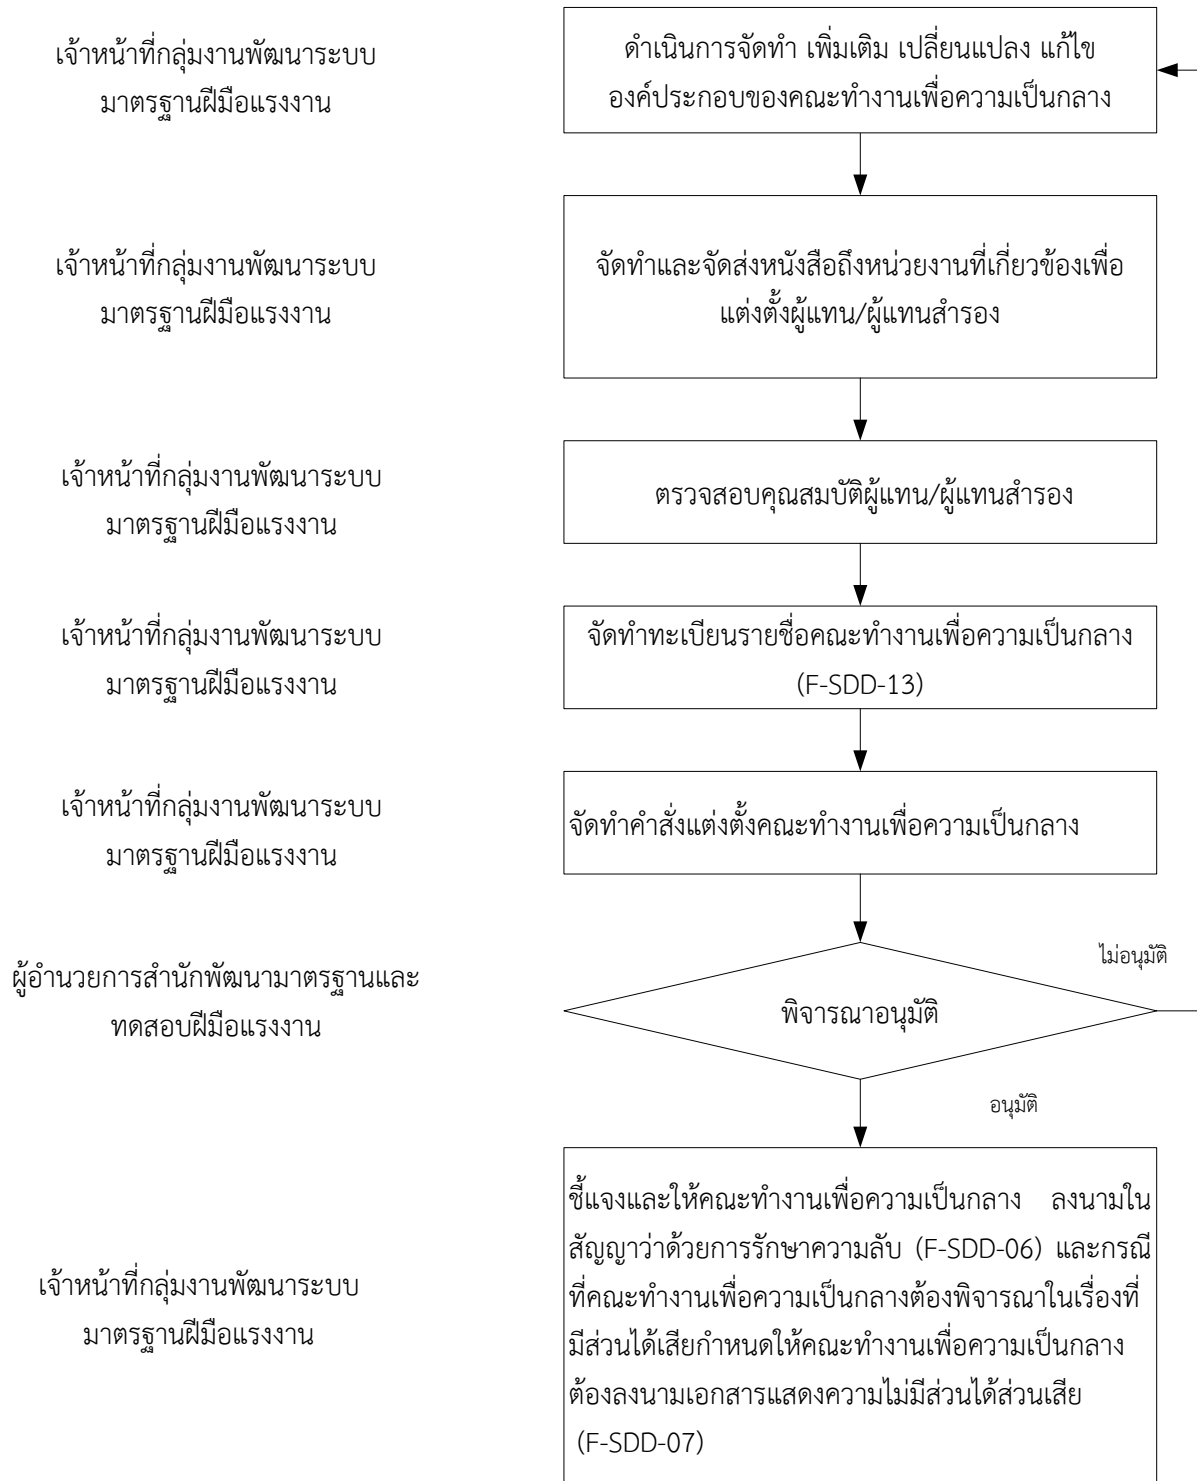 เจ้าหน้าที่กลุ่มงานพัฒนาระบบ
มาตรฐานฝีมือแรงงาน
ดำเนินการจัดทำ เพิ่มเติม เปลี่ยนแปลง แก้ไข
องค์ประกอบของคณะทำงานเพื่อความเป็นกลาง
เจ้าหน้าที่กลุ่มงานพัฒนาระบบ
มาตรฐานฝีมือแรงงาน
จัดทำและจัดส่งหนังสือถึงหน่วยงานที่เกี่ยวข้องเพื่อ
แต่งตั้งผู้แทน/ผู้แทนสำรอง
เจ้าหน้าที่กลุ่มงานพัฒนาระบบ
มาตรฐานฝีมือแรงงาน
ตรวจสอบคุณสมบัติผู้แทน/ผู้แทนสำรอง
เจ้าหน้าที่กลุ่มงานพัฒนาระบบ
มาตรฐานฝีมือแรงงาน
จัดทำทะเบียนรายชื่อคณะทำงานเพื่อความเป็นกลาง
(F-SDD-13)
เจ้าหน้าที่กลุ่มงานพัฒนาระบบ
มาตรฐานฝีมือแรงงาน
จัดทำคำสั่งแต่งตั้งคณะทำงานเพื่อความเป็นกลาง
ผู้อำนวยการสำนักพัฒนามาตรฐานและ
ทดสอบฝีมือแรงงาน
พิจารณาอนุมัติ
ไม่อนุมัติ
อนุมัติ
เจ้าหน้าที่กลุ่มงานพัฒนาระบบ
มาตรฐานฝีมือแรงงาน
ชี้แจงและให้คณะทำงานเพื่อความเป็นกลาง ลงนามใน
สัญญาว่าด้วยการรักษาความลับ (F-SDD-06) และกรณี
ที่คณะทำงานเพื่อความเป็นกลางต้องพิจารณาในเรื่องที่
มีส่วนได้เสียกำหนดให้คณะทำงานเพื่อความเป็นกลาง
ต้องลงนามเอกสารแสดงความไม่มีส่วนได้ส่วนเสีย
(F-SDD-07)